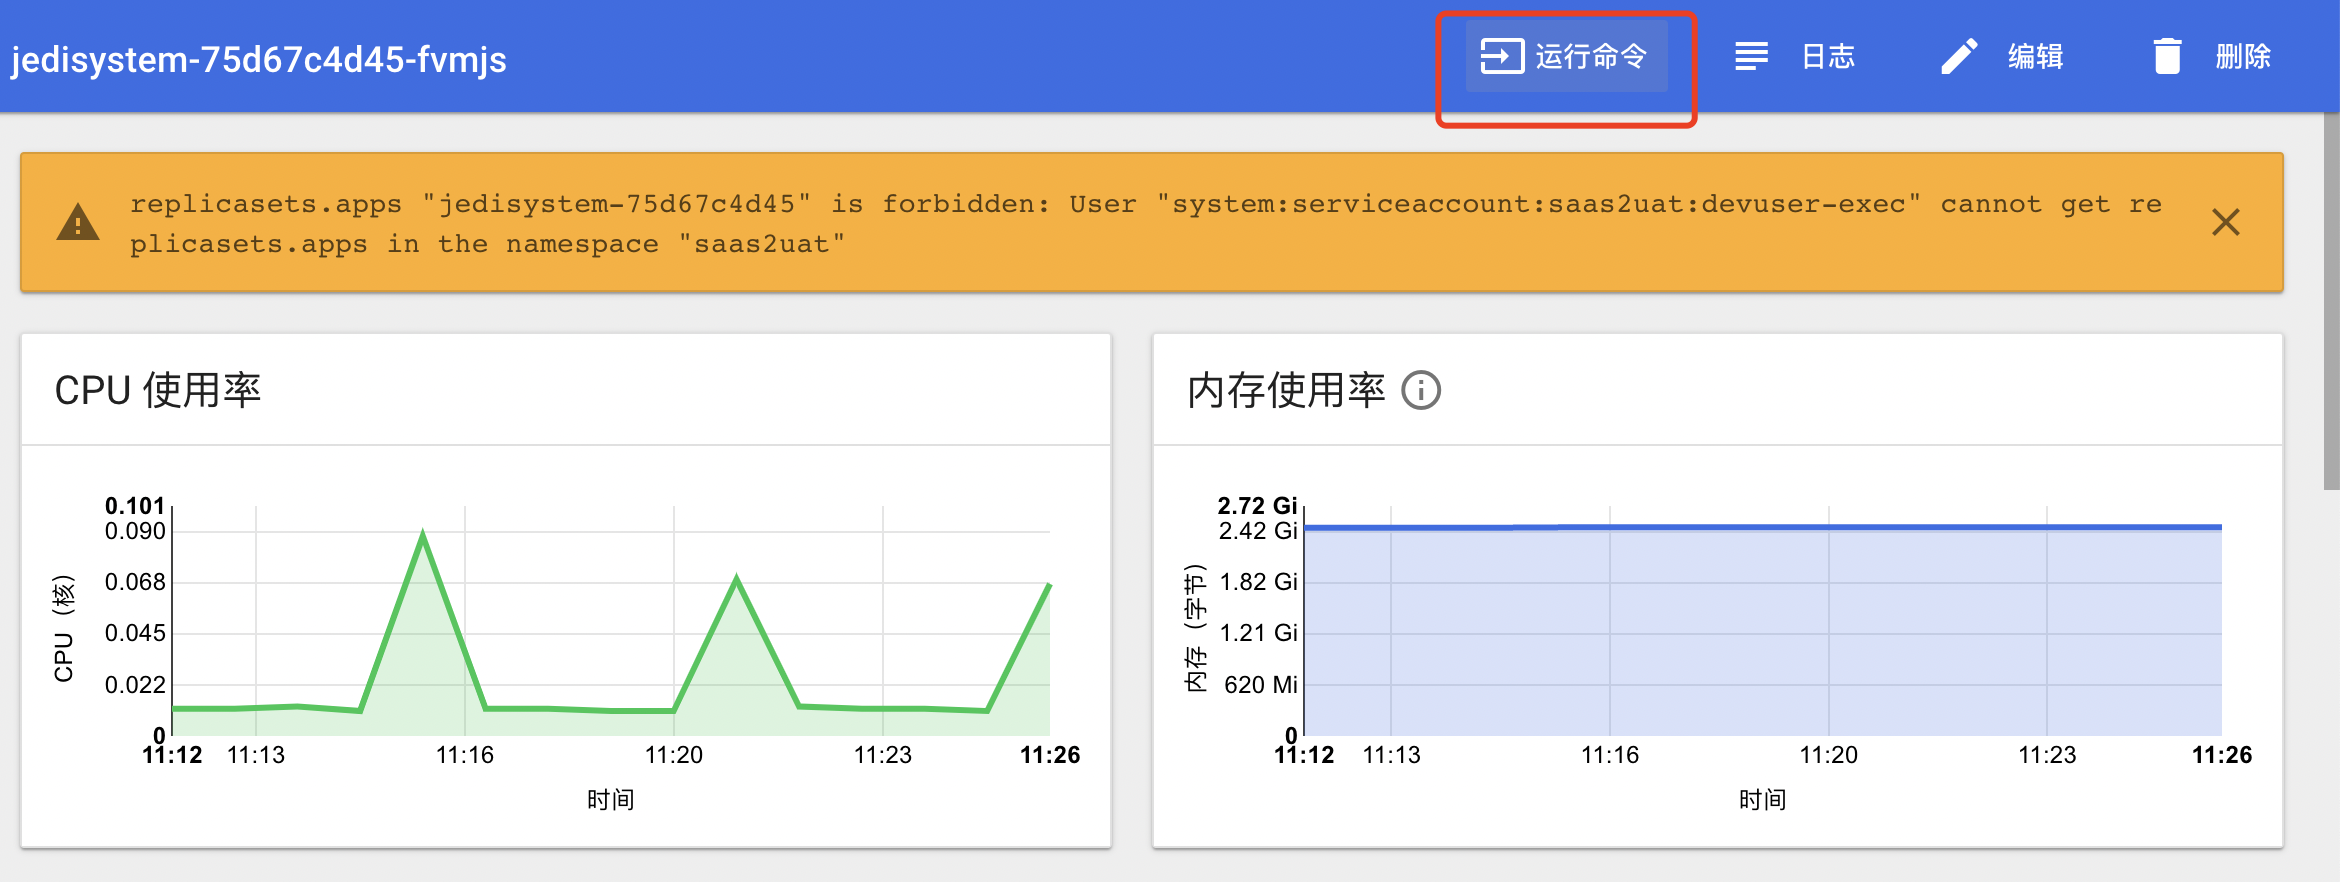 jedisystem-75d67c4d45-fvmjs
运行命令
日志
编辑
删除
replicasets.apps "jedisystem-75d67c4d45" is forbidden: User "system:serviceaccount:saas2uat:devuser-exec" cannot get re
plicasets.apps in the namespace "saas2uat"
CPU 使用率
0.101
0.090
0.068
0.045
0.022
0
CPU（核）
11:12
11:13
11:16
11:20
11:23
11:26
时间
内存使用率
2.72 Gi
2.42 Gi
1.82 Gi
1.21 Gi
620 Mi
0
内存（字节）
11:12
11:13
11:16
11:20
11:23
11:26
时间